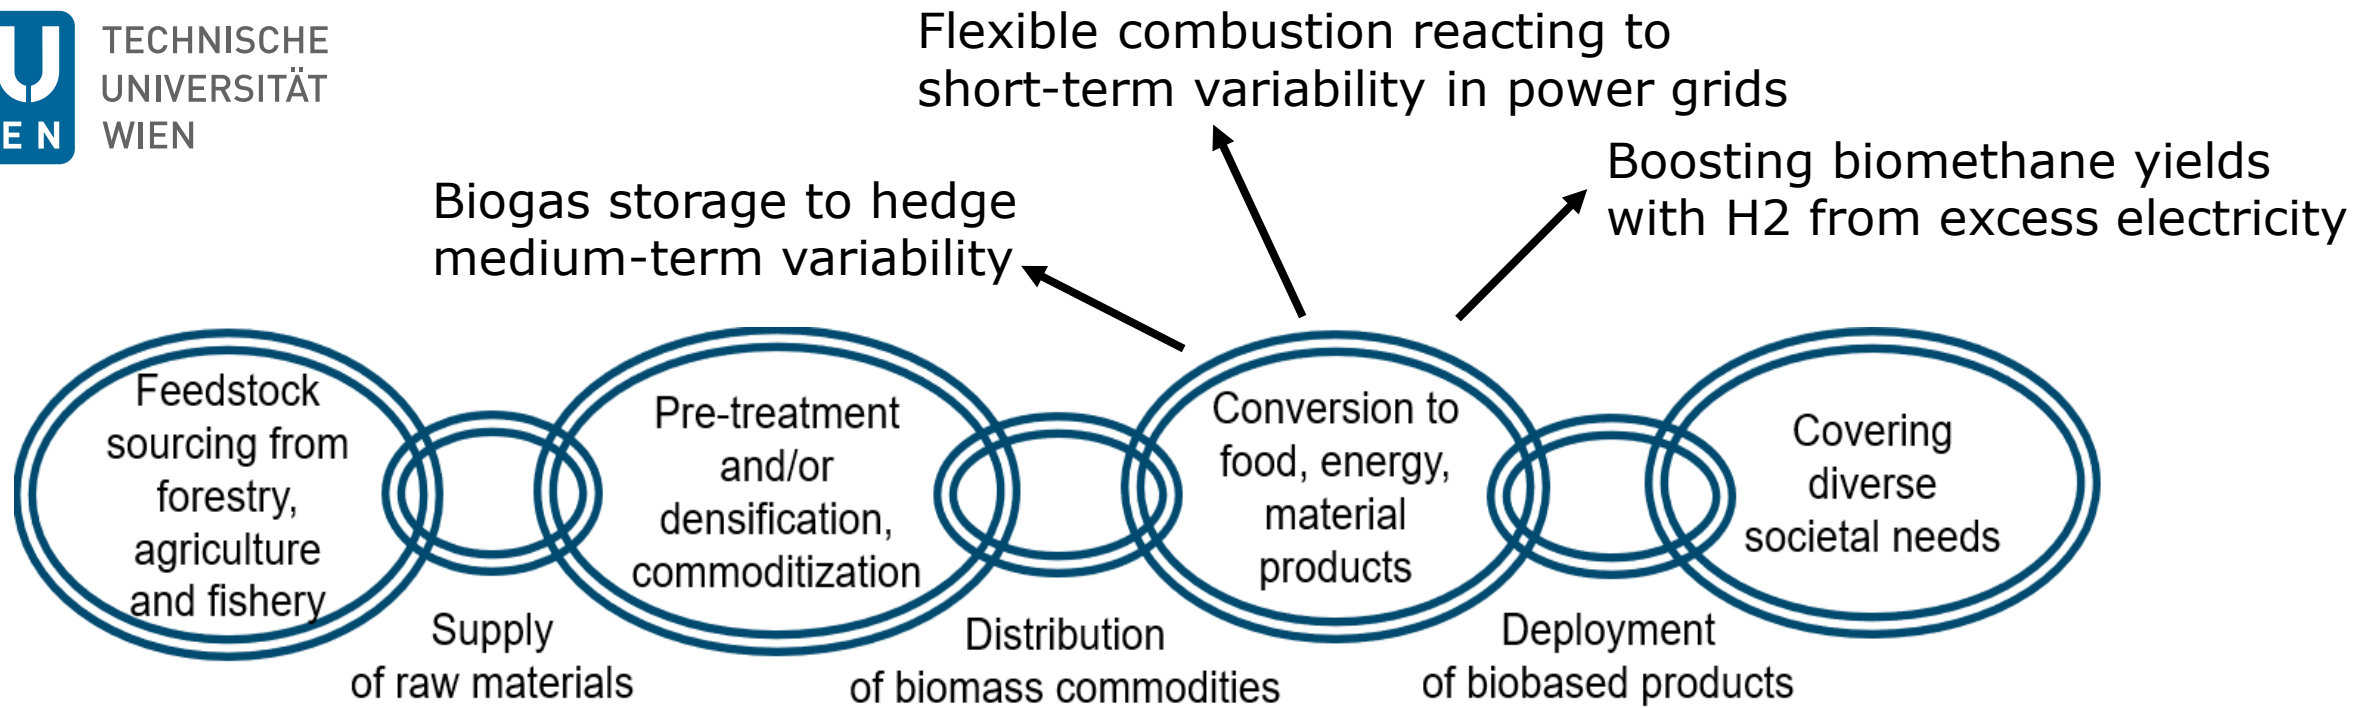 U
TECHNISCHE
UNIVERSITÄT
WIEN
E N
Flexible combustion reacting to
short-term variability in power grids
Boosting biomethane yields
with H2 from excess electricity
Biogas storage to hedge
medium-term variability
Feedstock
sourcing from
forestry,
agriculture
and fishery
Supply
of raw materials
Pre-treatment
and/or
densification,
commoditization
Distribution
of biomass commodities
Conversion to
food, energy,
material
products
Deployment
of biobased products
Covering
diverse
societal needs